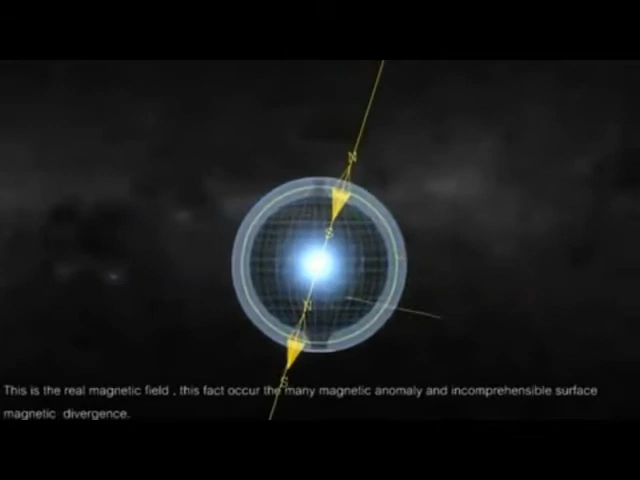 N
S
N
S
This is the real magnetic field , this fact occur the many magnetic anomaly and incomprehensible surface
magnetic divergence.